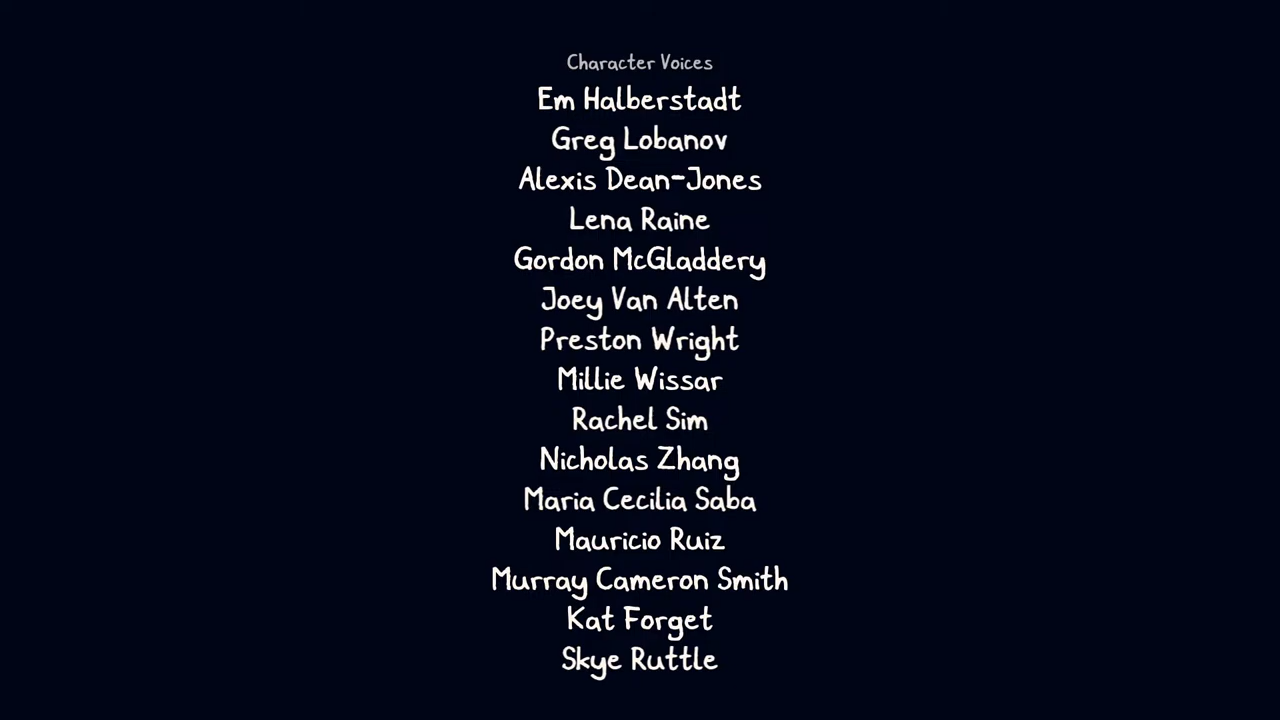 Character Voices
Em Halberstadt
Greg Lobanov
Alexis Dean-Jones
Lena Raine
Gordon McGladdery
Joey Van Alten
Preston Wright
Millie Wissar
Rachel Sim
Nicholas Zhang
Maria Cecilia Saba
Mauricio Ruiz
Murray Cameron Smith
Kat Forget
Skye Ruttle